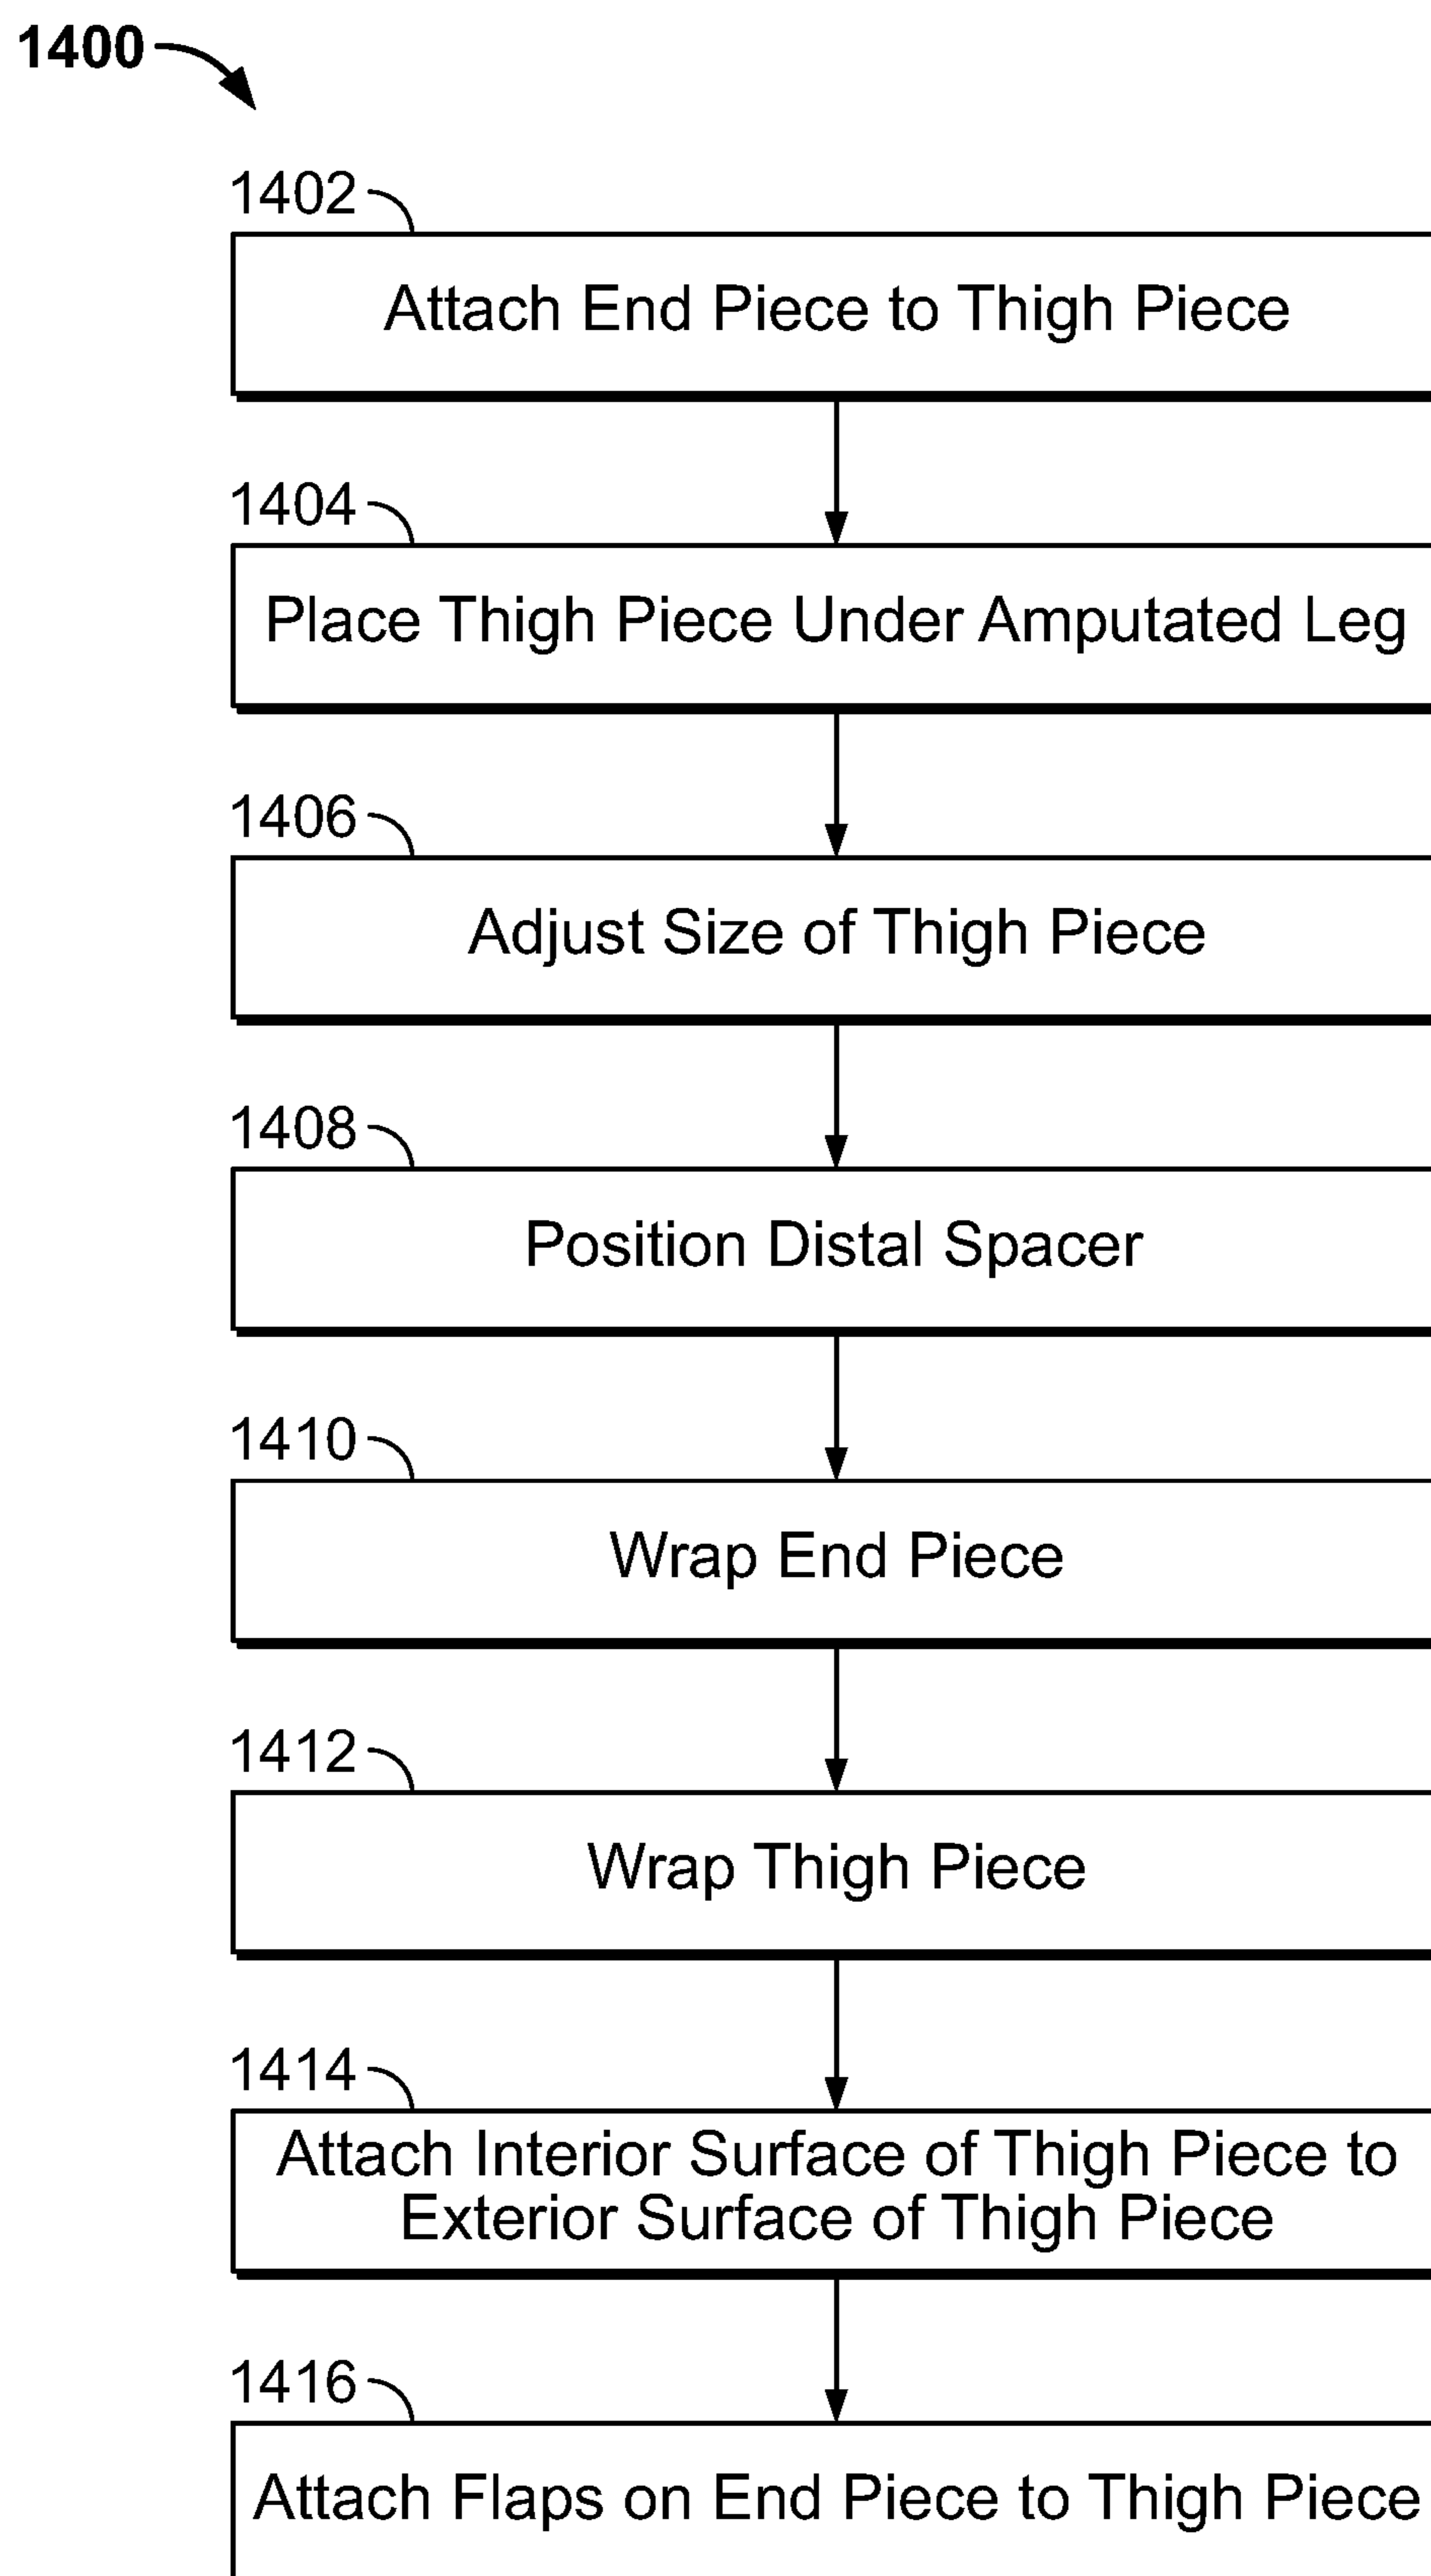 1400
1402
Attach End Piece to Thigh Piece
1404
Place Thigh Piece Under Amputated Leg
1406
Adjust Size of Thigh Piece
1408
Position Distal Spacer
1410
Wrap End Piece
1412
Wrap Thigh Piece
1414
Attach Interior Surface of Thigh Piece to
Exterior Surface of Thigh Piece
1416
Attach Flaps on End Piece to Thigh Piece